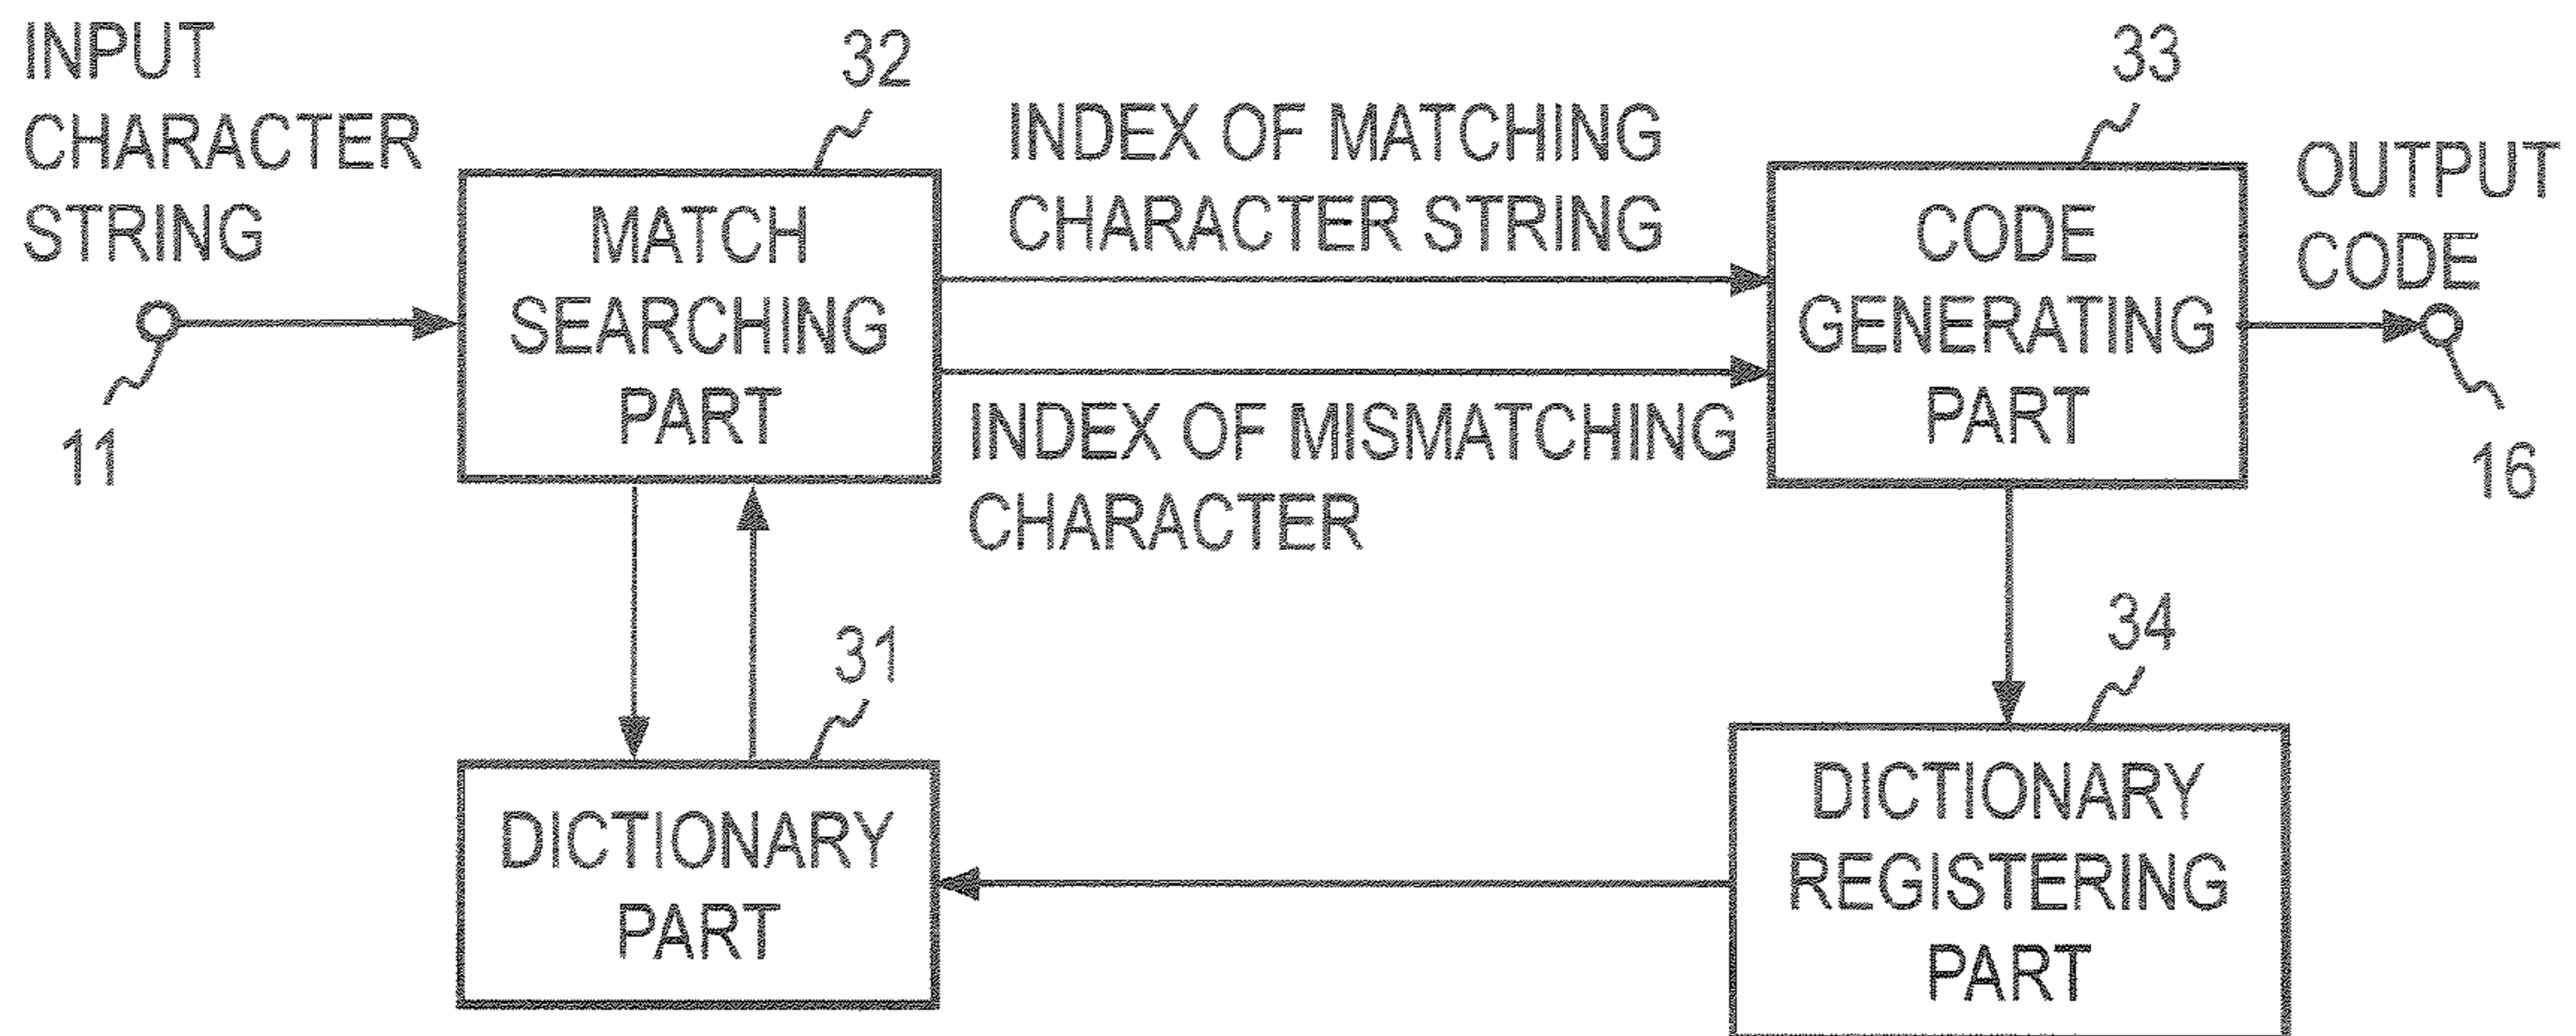 INPUT
CHARACTER
STRING
11
32
MATCH
SEARCHING
PART
INDEX OF MATCHING
CHARACTER STRING
INDEX OF MISMATCHING
CHARACTER
33
CODE
GENERATING
PART
OUTPUT
CODE
16
31
DICTIONARY
PART
34
DICTIONARY
REGISTERING
PART